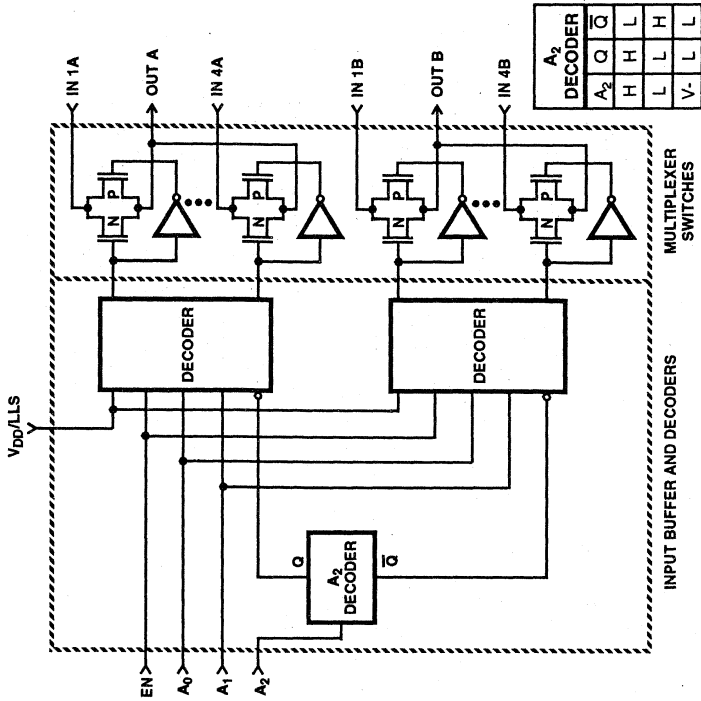 IN 1A
OUT A
IN 4A
IN 1B
OUT B
IN 4B
N P
N P
N P
N P
MULTIPLEXER
SWITCHES
DECODER
DECODER
V_DD/LLS
A₂
DECODER
Q
Q̅
EN
A₀
A₁
A₂
INPUT BUFFER AND DECODERS
A₂
DECODER
A₂ Q Q̅
H H L
L L H
V- L L